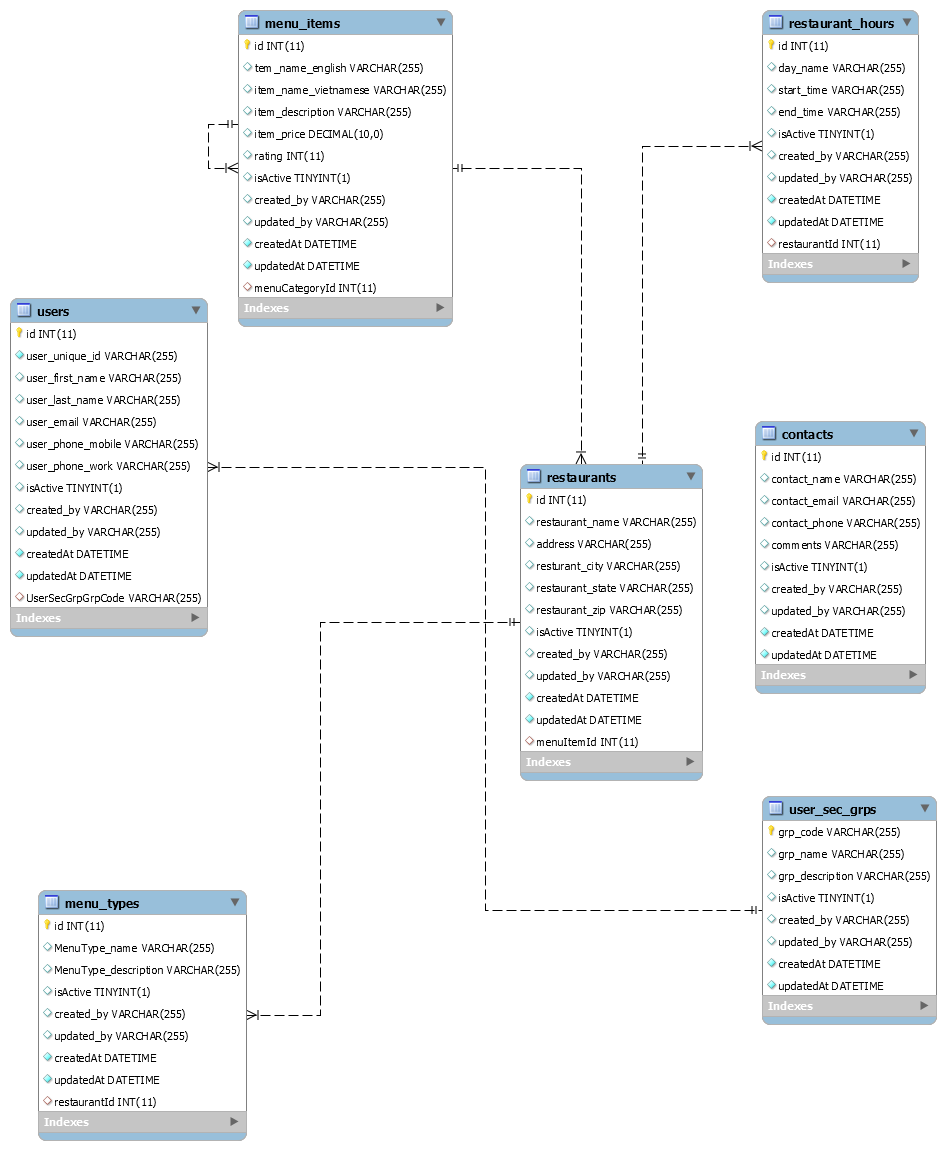 menu_items
id INT(11)
tem_name_english VARCHAR(255)
item_name_vietnamese VARCHAR(255)
item_description VARCHAR(255)
item_price DECIMAL(10,0)
rating INT(11)
isActive TINYINT(1)
created_by VARCHAR(255)
updated_by VARCHAR(255)
createdAt DATETIME
updatedAt DATETIME
menuCategoryId INT(11)
Indexes
restaurant_hours
id INT(11)
day_name VARCHAR(255)
start_time VARCHAR(255)
end_time VARCHAR(255)
isActive TINYINT(1)
created_by VARCHAR(255)
updated_by VARCHAR(255)
createdAt DATETIME
updatedAt DATETIME
restaurantId INT(11)
Indexes
users
id INT(11)
user_unique_id VARCHAR(255)
user_first_name VARCHAR(255)
user_last_name VARCHAR(255)
user_email VARCHAR(255)
user_phone_mobile VARCHAR(255)
user_phone_work VARCHAR(255)
isActive TINYINT(1)
created_by VARCHAR(255)
updated_by VARCHAR(255)
createdAt DATETIME
updatedAt DATETIME
UserSecGrpGrpCode VARCHAR(255)
Indexes
restaurants
id INT(11)
restaurant_name VARCHAR(255)
address VARCHAR(255)
resturant_city VARCHAR(255)
restaurant_state VARCHAR(255)
restaurant_zip VARCHAR(255)
isActive TINYINT(1)
created_by VARCHAR(255)
updated_by VARCHAR(255)
createdAt DATETIME
updatedAt DATETIME
menuItemId INT(11)
Indexes
contacts
id INT(11)
contact_name VARCHAR(255)
contact_email VARCHAR(255)
contact_phone VARCHAR(255)
comments VARCHAR(255)
isActive TINYINT(1)
created_by VARCHAR(255)
updated_by VARCHAR(255)
createdAt DATETIME
updatedAt DATETIME
Indexes
user_sec_grps
grp_code VARCHAR(255)
grp_name VARCHAR(255)
grp_description VARCHAR(255)
isActive TINYINT(1)
created_by VARCHAR(255)
updated_by VARCHAR(255)
createdAt DATETIME
updatedAt DATETIME
Indexes
menu_types
id INT(11)
MenuType_name VARCHAR(255)
MenuType_description VARCHAR(255)
isActive TINYINT(1)
created_by VARCHAR(255)
updated_by VARCHAR(255)
createdAt DATETIME
updatedAt DATETIME
restaurantId INT(11)
Indexes